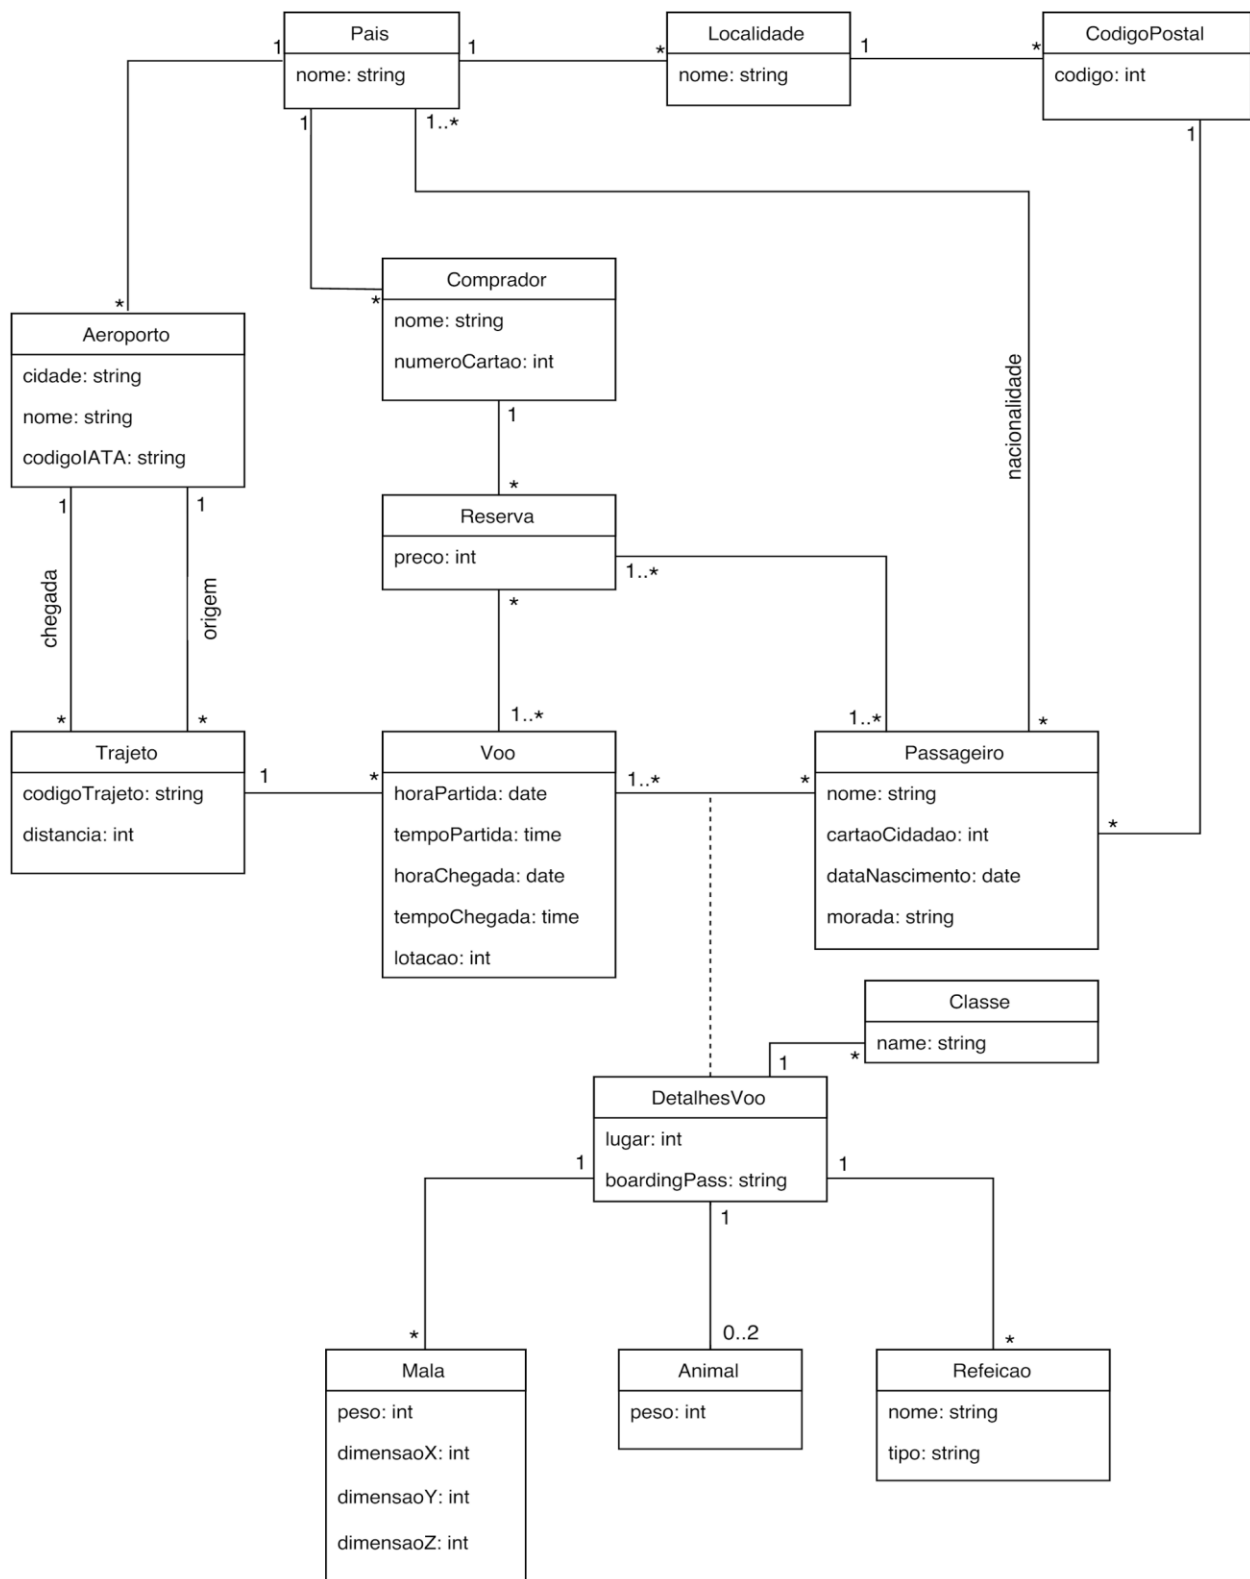 Pais
nome: string
Localidade
nome: string
CodigoPostal
codigo: int
1
1
*
1
*
1
1..*
1
*
*
Comprador
nome: string
numeroCartao: int
Aeroporto
cidade: string
nome: string
codigoIATA: string
nacionalidade
1
1
1
*
Reserva
preco: int
1..*
*
chegada
origem
*
*
1..*
1..*
*
Trajeto
codigoTrajeto: string
distancia: int
1
*
Voo
horaPartida: date
tempoPartida: time
horaChegada: date
tempoChegada: time
lotacao: int
1..*
*
Passageiro
nome: string
cartaoCidadao: int
dataNascimento: date
morada: string
*
Classe
name: string
1
*
DetalhesVoo
lugar: int
boardingPass: string
1
1
1
*
0..2
*
Mala
peso: int
dimensaoX: int
dimensaoY: int
dimensaoZ: int
Animal
peso: int
Refeicao
nome: string
tipo: string